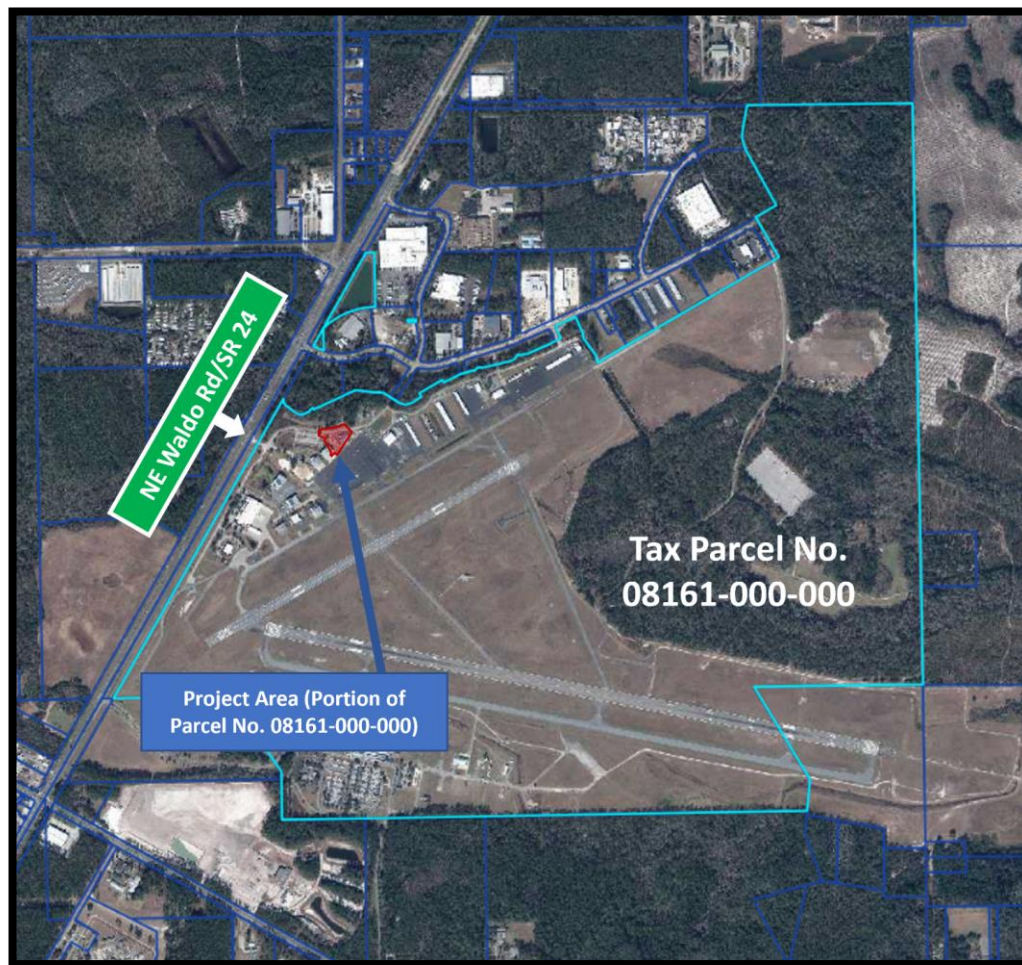 NE Waldo Rd/SR 24
Tax Parcel No.
08161-000-000
Project Area (Portion of
Parcel No. 08161-000-000)